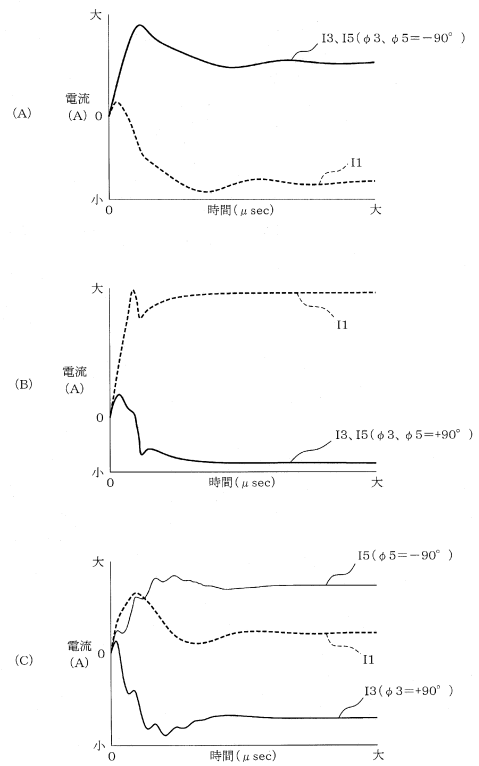 大
I3、I5(φ3、φ5=−90°)
電流
(A)
(A)
0
I1
小
0
時間(μsec)
大
大
I1
電流
(A)
(B)
0
I3、I5(φ3、φ5=+90°)
小
0
時間(μsec)
大
大
I5(φ5=−90°)
電流
(A)
(C)
0
I1
I3(φ3=+90°)
小
0
時間(μsec)
大